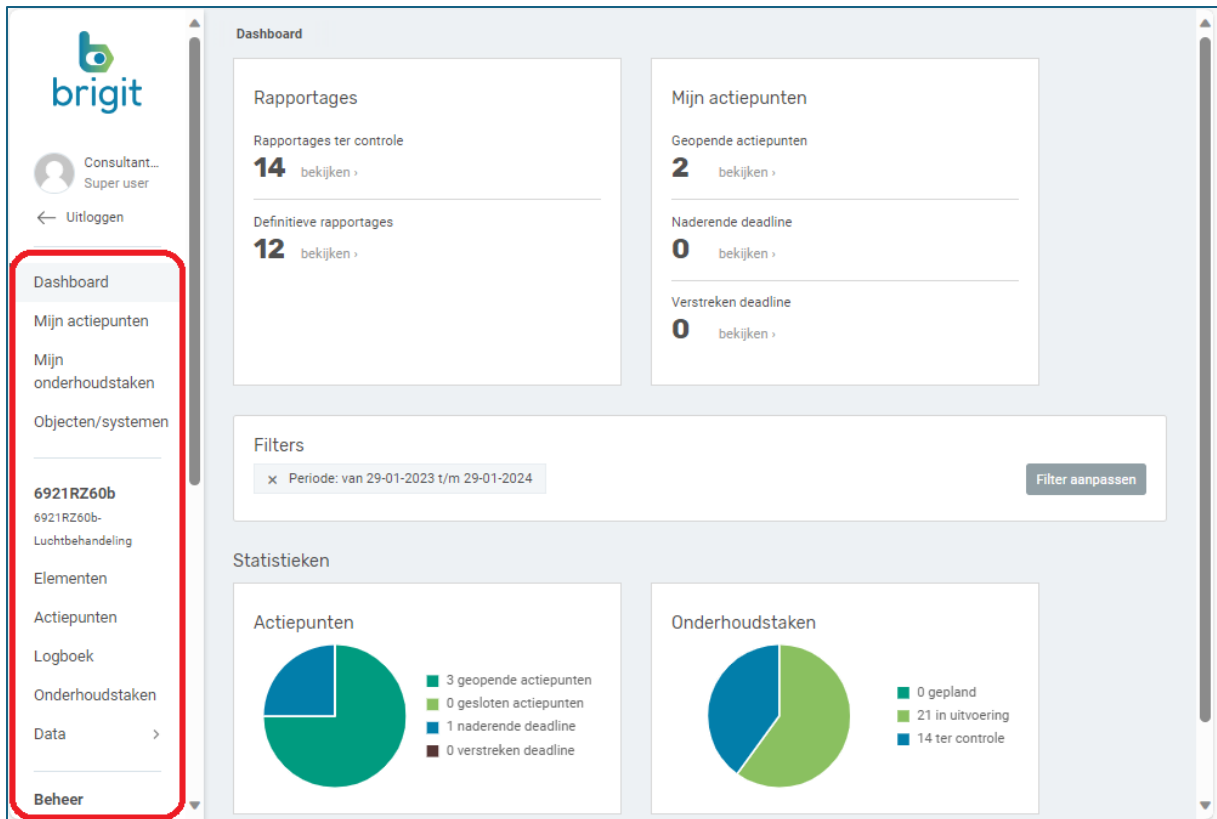 brigit
Consultant...
Super user
← Uitloggen
Dashboard
Mijn actiepunten
Mijn
onderhoudstaken
Objecten/systemen
6921RZ60b
6921RZ60b-
Luchtbehandeling
Elementen
Actiepunten
Logboek
Onderhoudstaken
Data >
Beheer
Dashboard
Rapportages
Rapportages ter controle
14 bekijken ›
Definitieve rapportages
12 bekijken ›
Mijn actiepunten
Geopende actiepunten
2 bekijken ›
Naderende deadline
0 bekijken ›
Verstreken deadline
0 bekijken ›
Filters
× Periode: van 29-01-2023 t/m 29-01-2024
Filter aanpassen
Statistieken
Actiepunten
3 geopende actiepunten
0 gesloten actiepunten
1 naderende deadline
0 verstreken deadline
Onderhoudstaken
0 gepland
21 in uitvoering
14 ter controle